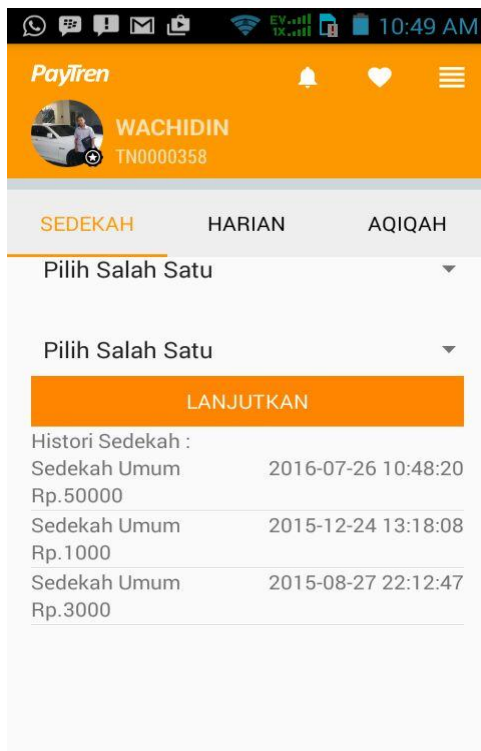 EV
1X
10:49 AM
PayTren
WACHIDIN
TN0000358
SEDEKAH HARIAN AQIQAH
Pilih Salah Satu
Pilih Salah Satu
LANJUTKAN
Histori Sedekah :
Sedekah Umum 2016-07-26 10:48:20
Rp.50000
Sedekah Umum 2015-12-24 13:18:08
Rp.1000
Sedekah Umum 2015-08-27 22:12:47
Rp.3000